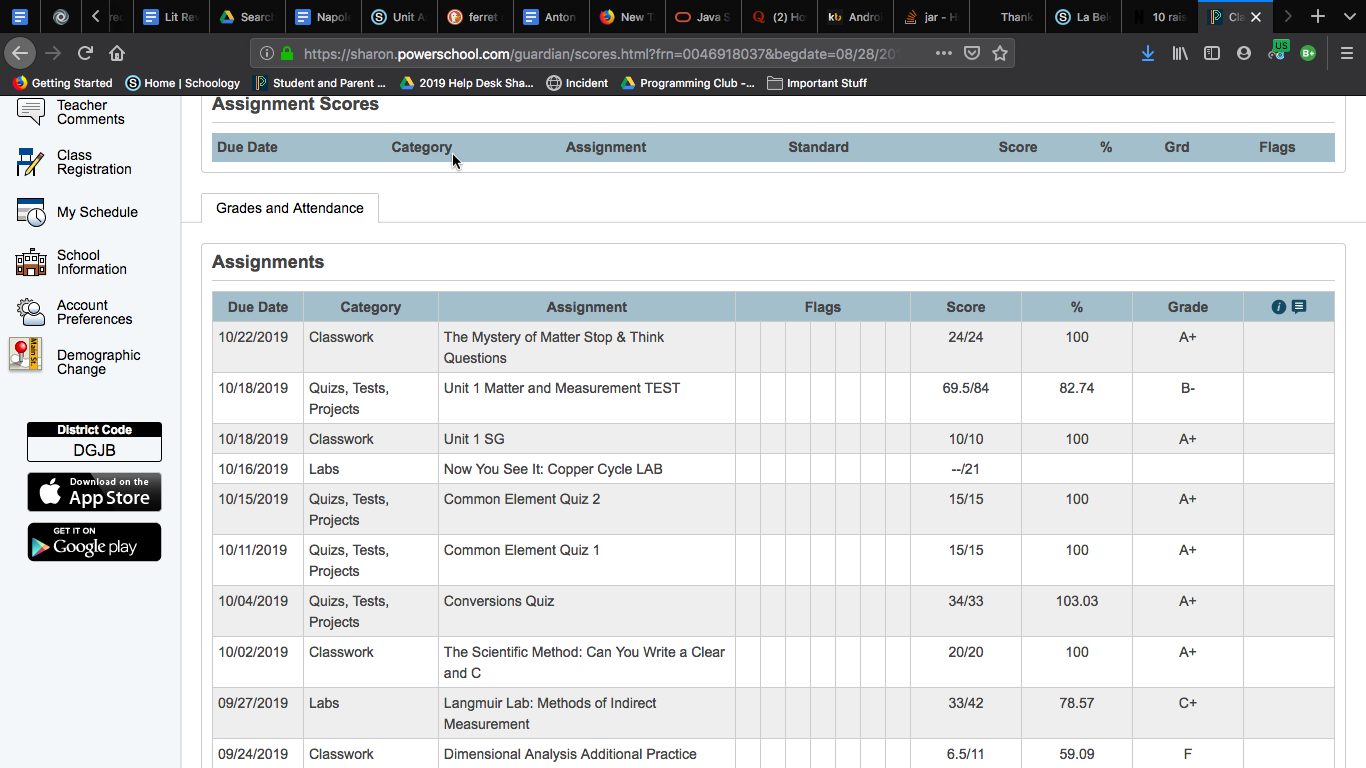 rec
Lit Rev
Search
Napol
Unit A
ferret
Anton
New T
Java S
(2) Ho
kb Andro
jar - H
Thank
La Bel
10 rais
Cla
https://sharon.powerschool.com/guardian/scores.html?frn=0046918037&begdate=08/28/20
US
B+
Getting Started
Home | Schoology
Student and Parent ...
2019 Help Desk Sha...
Incident
Programming Club -...
Important Stuff
Teacher
Comments
Class
Registration
My Schedule
School
Information
Account
Preferences
Main St.
Demographic
Change
District Code
DGJB
Download on the
App Store
GET IT ON
Google play
Assignment Scores
Due Date Category Assignment Standard Score % Grd Flags
Grades and Attendance
Assignments
Due Date Category Assignment Flags Score % Grade
10/22/2019 Classwork The Mystery of Matter Stop & Think 24/24 100 A+
Questions
10/18/2019 Quizs, Tests, Unit 1 Matter and Measurement TEST 69.5/84 82.74 B-
Projects
10/18/2019 Classwork Unit 1 SG 10/10 100 A+
10/16/2019 Labs Now You See It: Copper Cycle LAB --/21
10/15/2019 Quizs, Tests, Common Element Quiz 2 15/15 100 A+
Projects
10/11/2019 Quizs, Tests, Common Element Quiz 1 15/15 100 A+
Projects
10/04/2019 Quizs, Tests, Conversions Quiz 34/33 103.03 A+
Projects
10/02/2019 Classwork The Scientific Method: Can You Write a Clear 20/20 100 A+
and C
09/27/2019 Labs Langmuir Lab: Methods of Indirect 33/42 78.57 C+
Measurement
09/24/2019 Classwork Dimensional Analysis Additional Practice 6.5/11 59.09 F